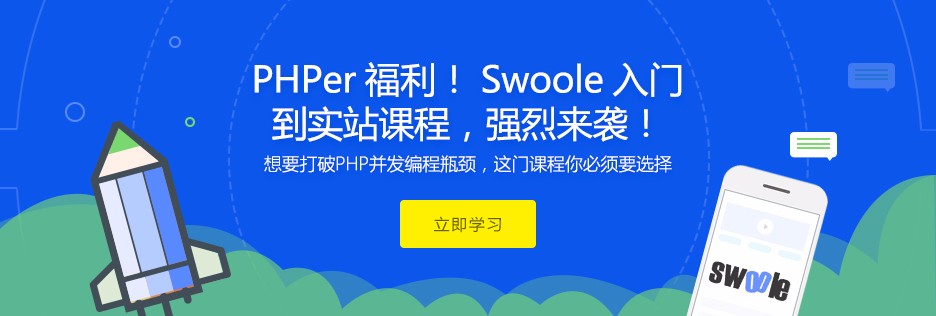 PHPer 福利！ Swoole 入门
到实站课程，强烈来袭！
想要打破PHP并发编程瓶颈，这门课程你必须要选择
立即学习
swoole